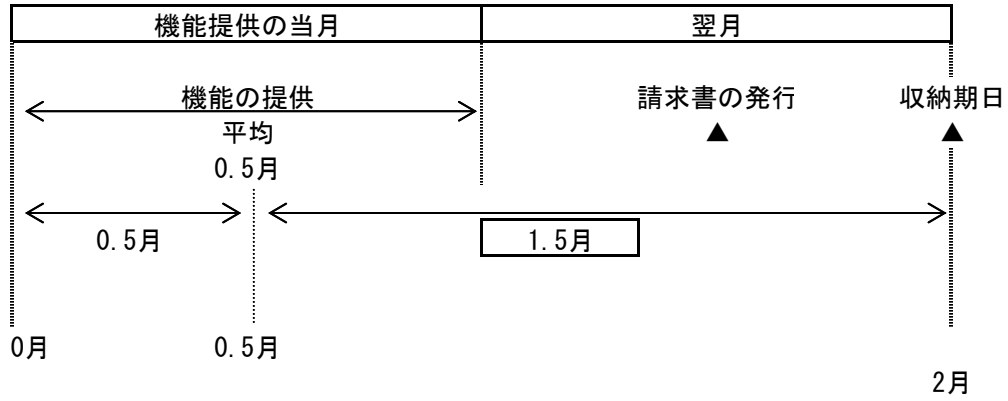 機能提供の当月 翌月
機能の提供 請求書の発行 収納期日
平均 ▲ ▲
0.5月
0.5月 1.5月
0月 0.5月
2月